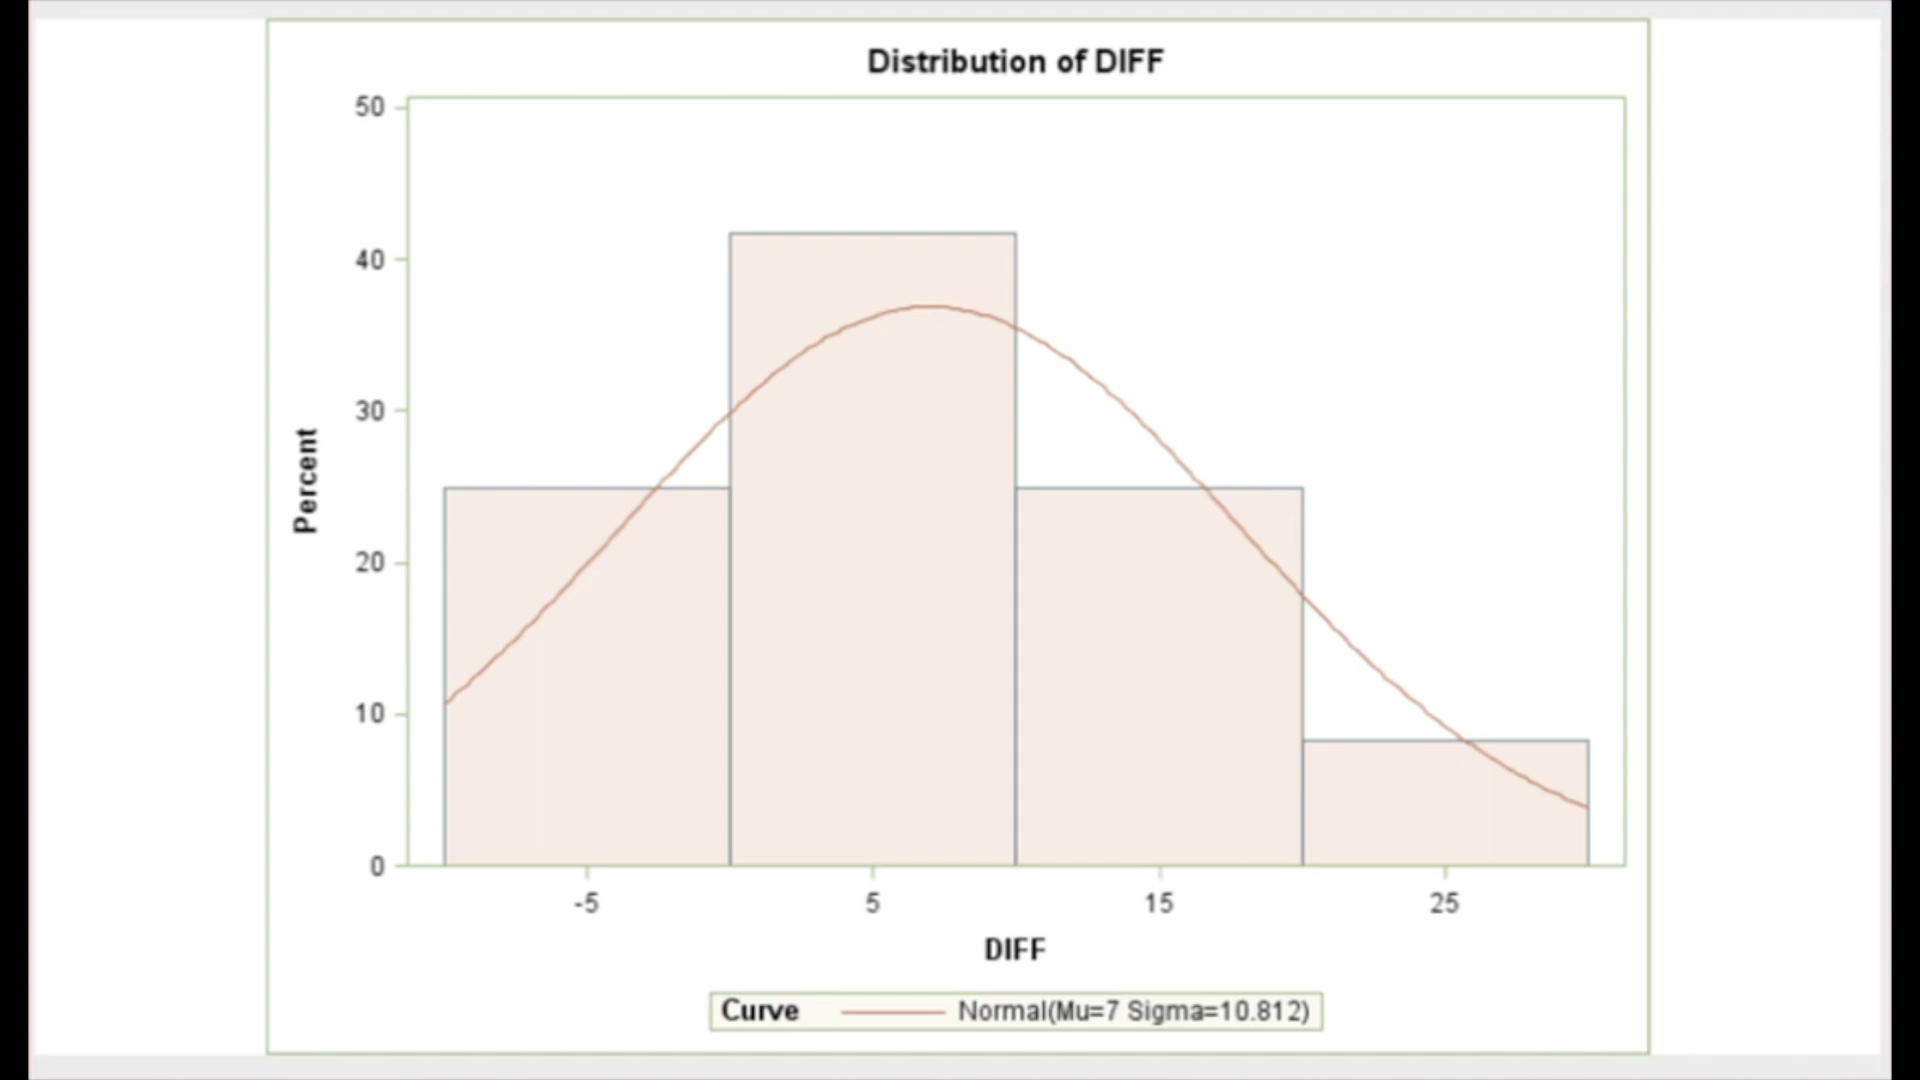 Distribution of DIFF
50
40
30
20
10
0
Percent
-5 5 15 25
DIFF
Curve Normal(Mu=7 Sigma=10.812)